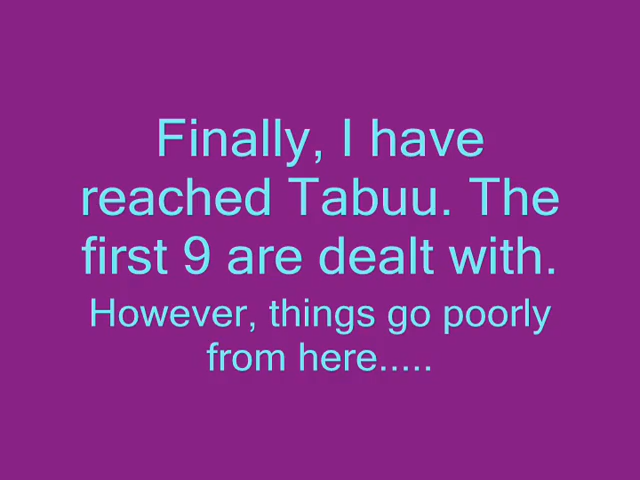 Finally, I have
reached Tabuu. The
first 9 are dealt with.
However, things go poorly
from here.....